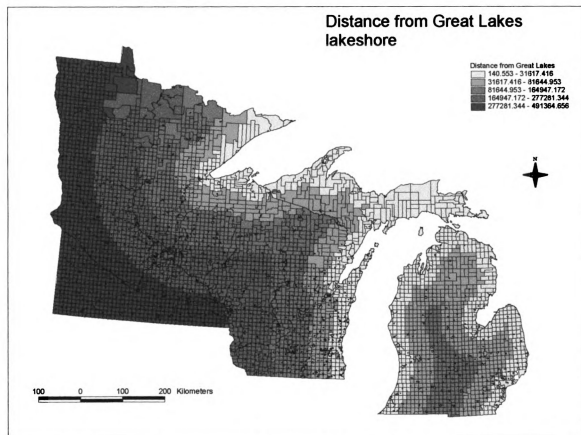 Distance from Great Lakes
lakeshore
Distance from Great Lakes
140.553 - 31617.416
31617.416 - 81644.953
81644.953 - 164947.172
164947.172 - 277281.344
277281.344 - 491364.656
N
100 0 100 200 Kilometers